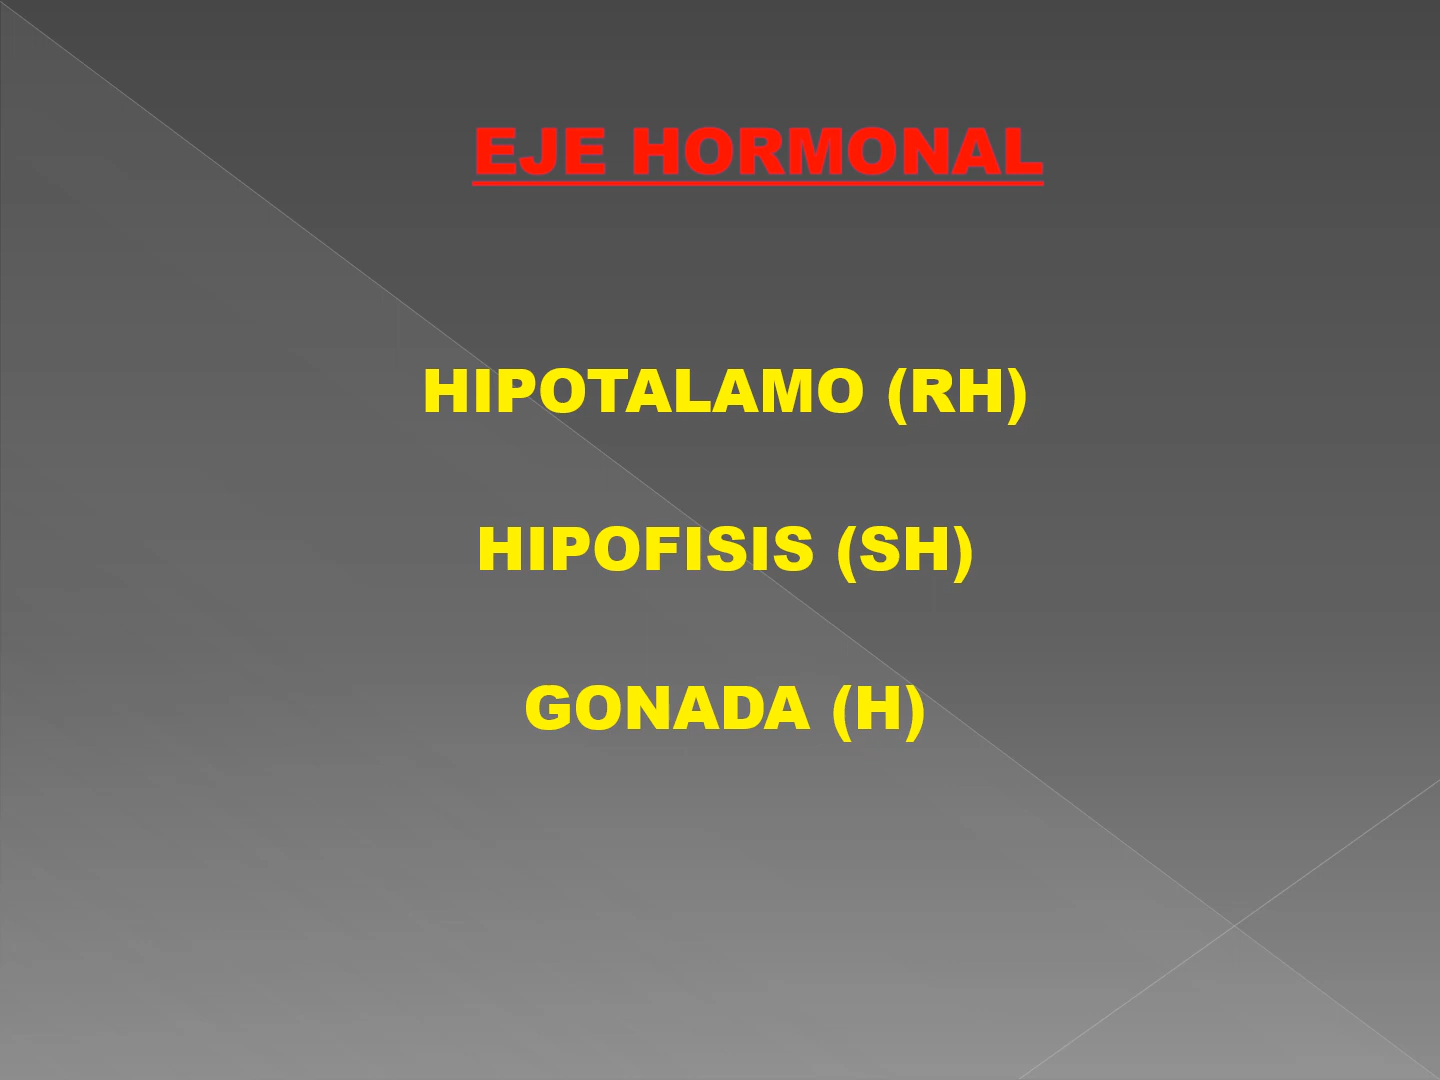 EJE HORMONAL
HIPOTALAMO (RH)
HIPOFISIS (SH)
GONADA (H)